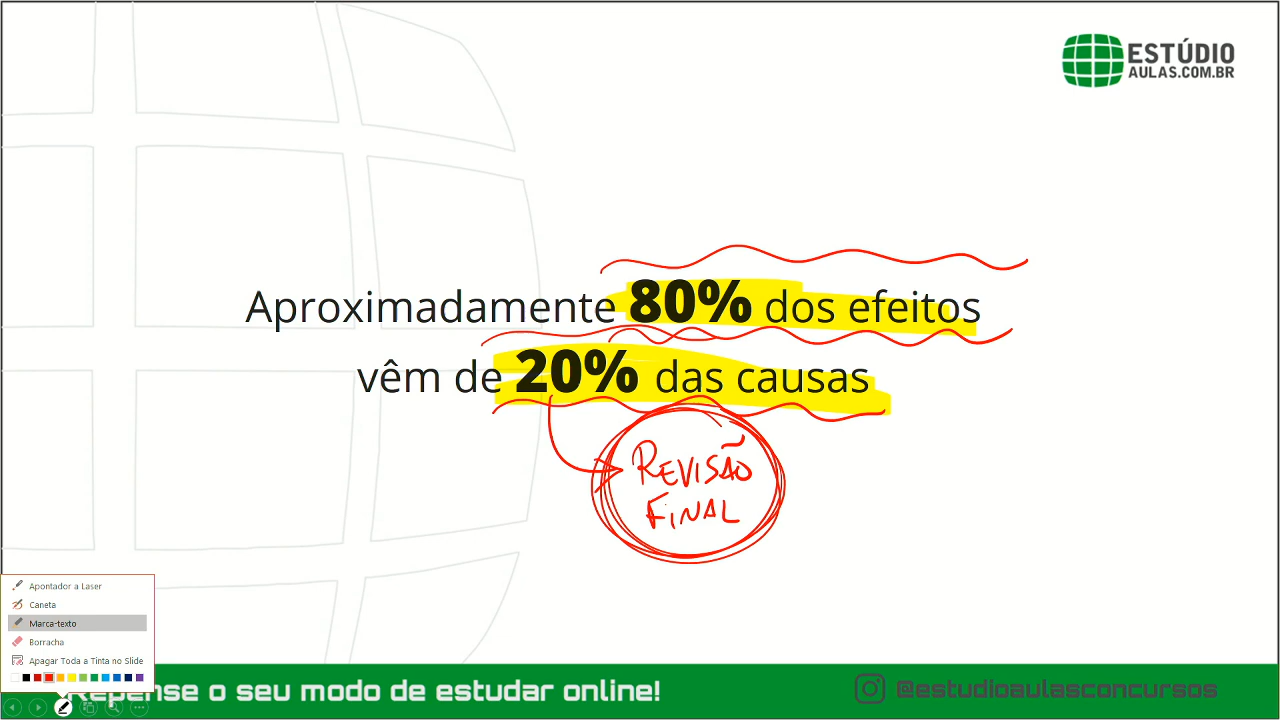 ESTÚDIO
AULAS.COM.BR
Aproximadamente 80% dos efeitos
vêm de 20% das causas
REVISÃO
FINAL
Apontador a Laser
Caneta
Marca-texto
Borracha
Apagar Toda a Tinta no Slide
Repense o seu modo de estudar online!
@estudioaulasconcursos